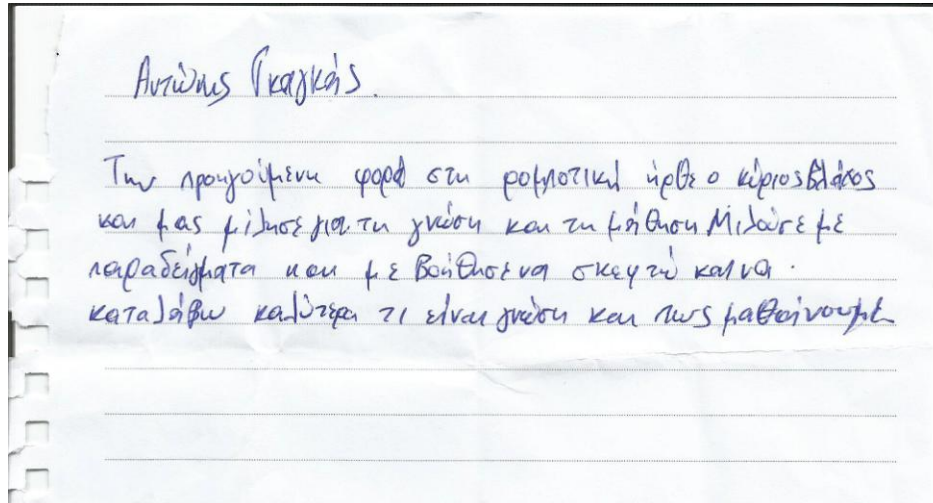 Αντώνης Γκαγκάς.
Την προηγούμενη φορά στη ρομποτική ήρθε ο κύριος Βλάχος
και μας μίλησε για τη γνώση και τη μάθηση Μιλούσε με
παραδείγματα και με βοήθησε να σκεφτώ και να
καταλάβω καλύτερα τι είναι γνώση και πως μαθαίνουμε